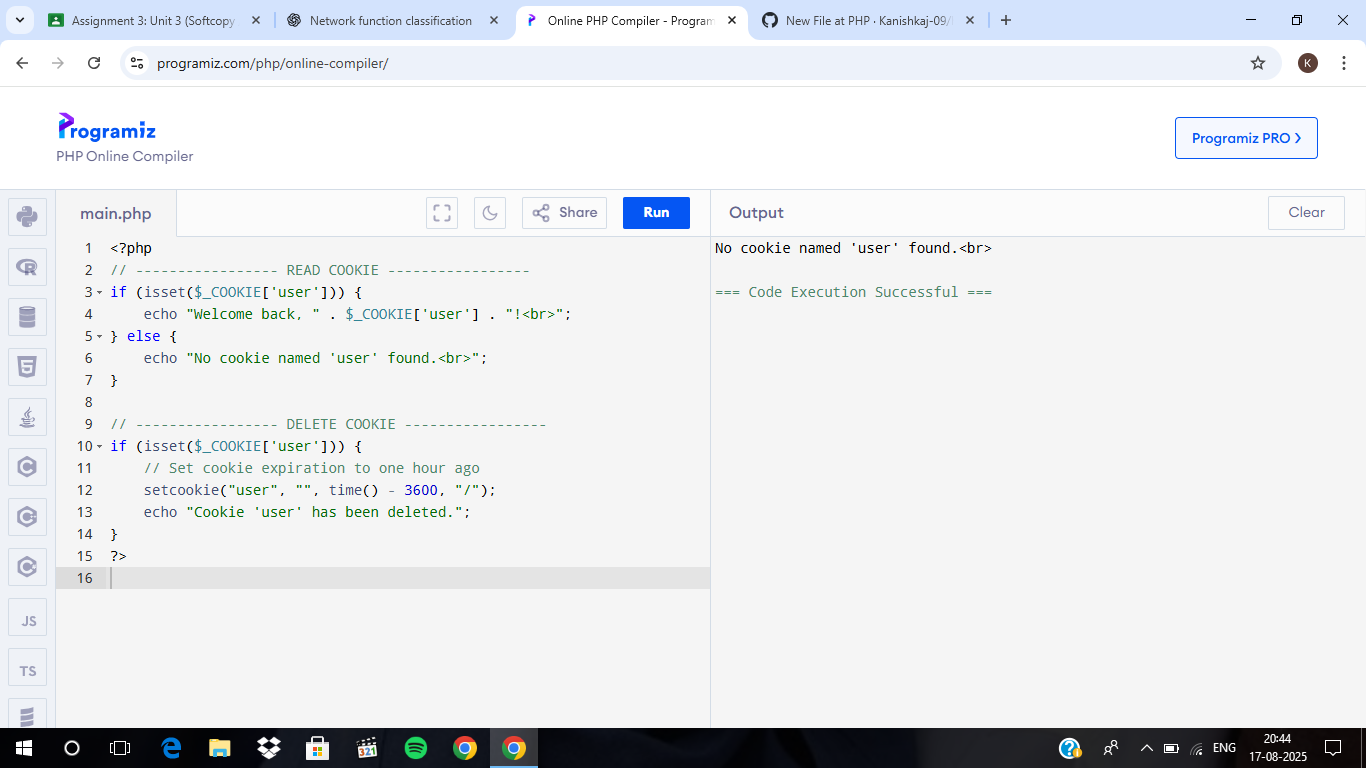 Assignment 3: Unit 3 (Softcopy
Network function classification
Online PHP Compiler - Program
New File at PHP · Kanishkaj-09/
programiz.com/php/online-compiler/
K
Programiz
PHP Online Compiler
Programiz PRO >
main.php
Share
Run
Output
Clear
1 <?php
2 // ----------------- READ COOKIE -----------------
3 if (isset($_COOKIE['user'])) {
4     echo "Welcome back, " . $_COOKIE['user'] . "!<br>";
5 } else {
6     echo "No cookie named 'user' found.<br>";
7 }
8
9 // ----------------- DELETE COOKIE -----------------
10 if (isset($_COOKIE['user'])) {
11     // Set cookie expiration to one hour ago
12     setcookie("user", "", time() - 3600, "/");
13     echo "Cookie 'user' has been deleted.";
14 }
15 ?>
16
No cookie named 'user' found.<br>
=== Code Execution Successful ===
JS
TS
321
ENG
20:44
17-08-2025